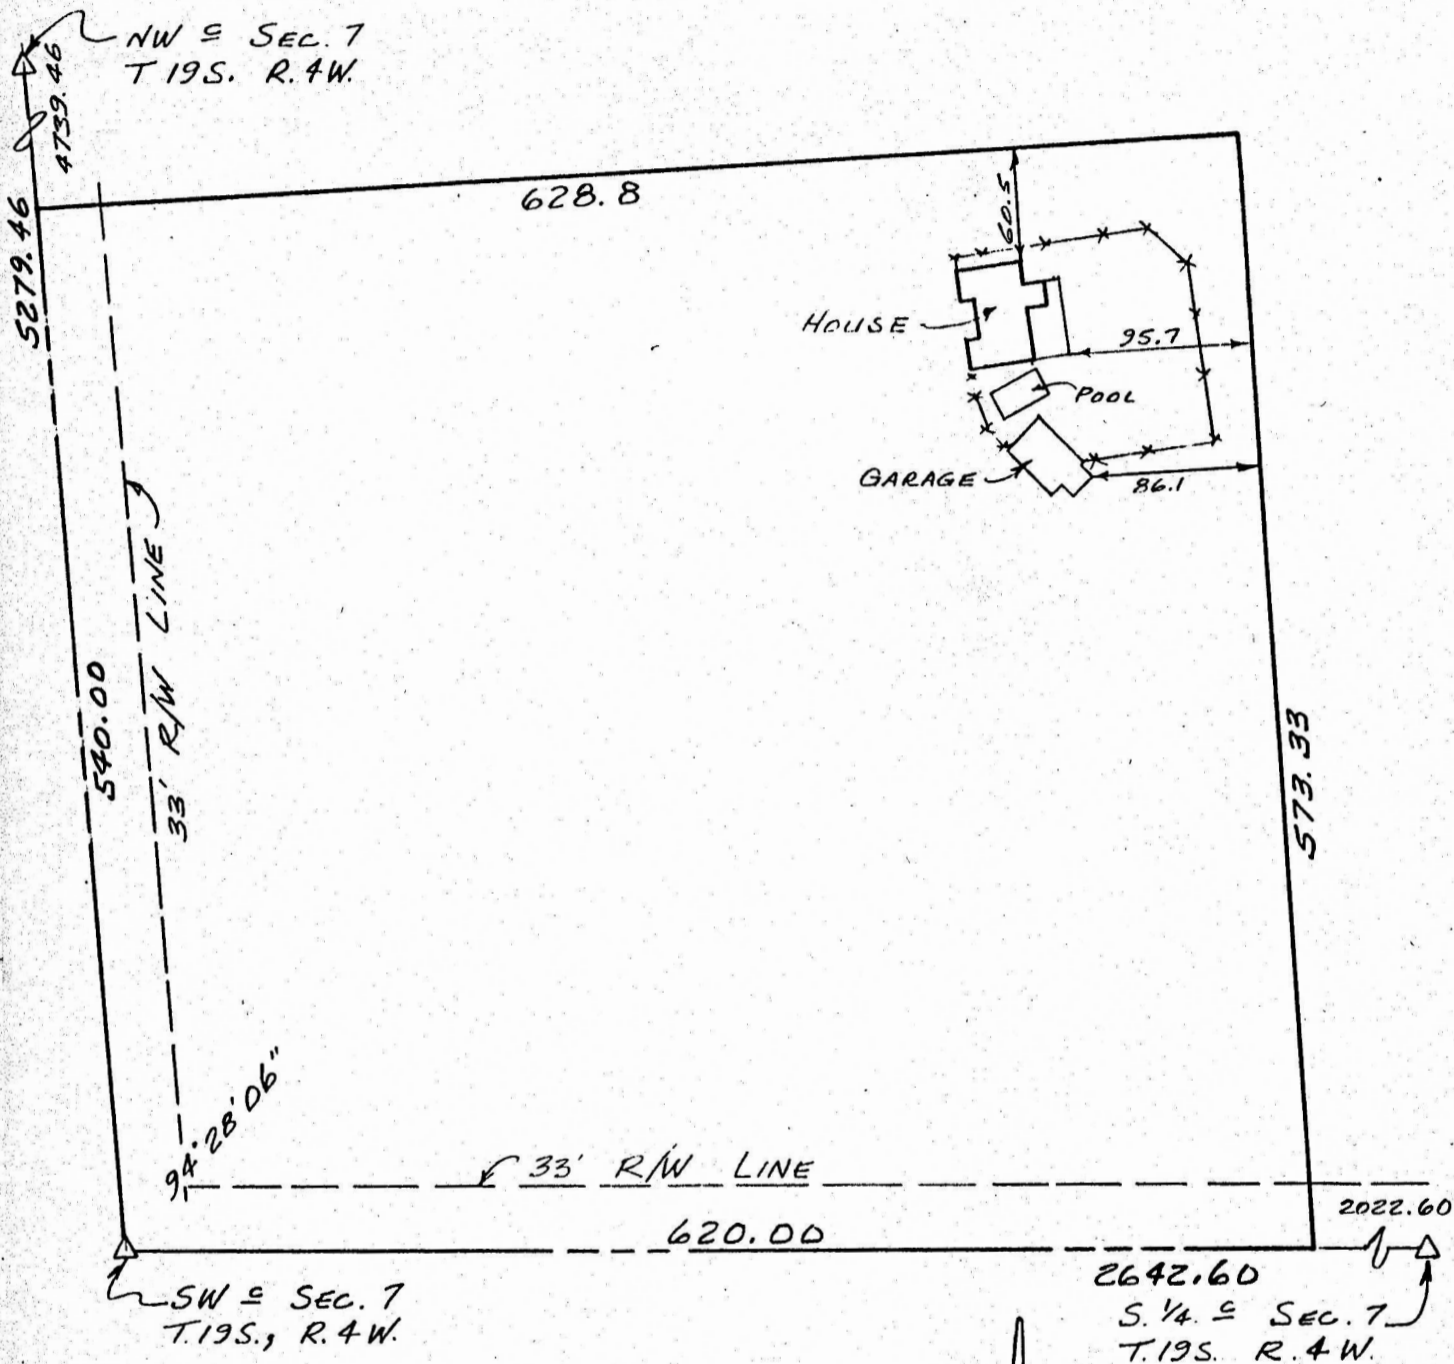 NW ⊆ SEC. 7
T 19S. R. 4W.
4739.46
5279.46
628.8
60.5
HOUSE
95.7
POOL
GARAGE
86.1
33' R/W LINE
540.00
573.33
94°28'06"
33' R/W LINE
2022.60
620.00
2642.60
SW ⊆ SEC. 7
T.19S., R. 4W.
S. 1/4. ⊆ SEC. 7
T.19S. R. 4 W.